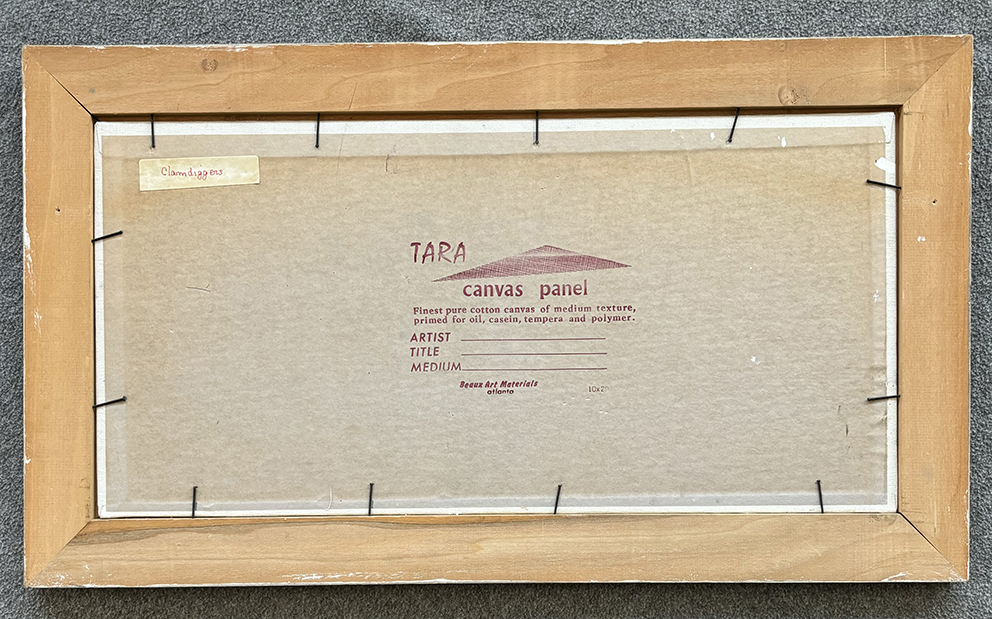 Clamdiggers
TARA
canvas panel
Finest pure cotton canvas of medium texture,
primed for oil, casein, tempera and polymer.
ARTIST
TITLE
MEDIUM
Beaux Art Materials
atlanta